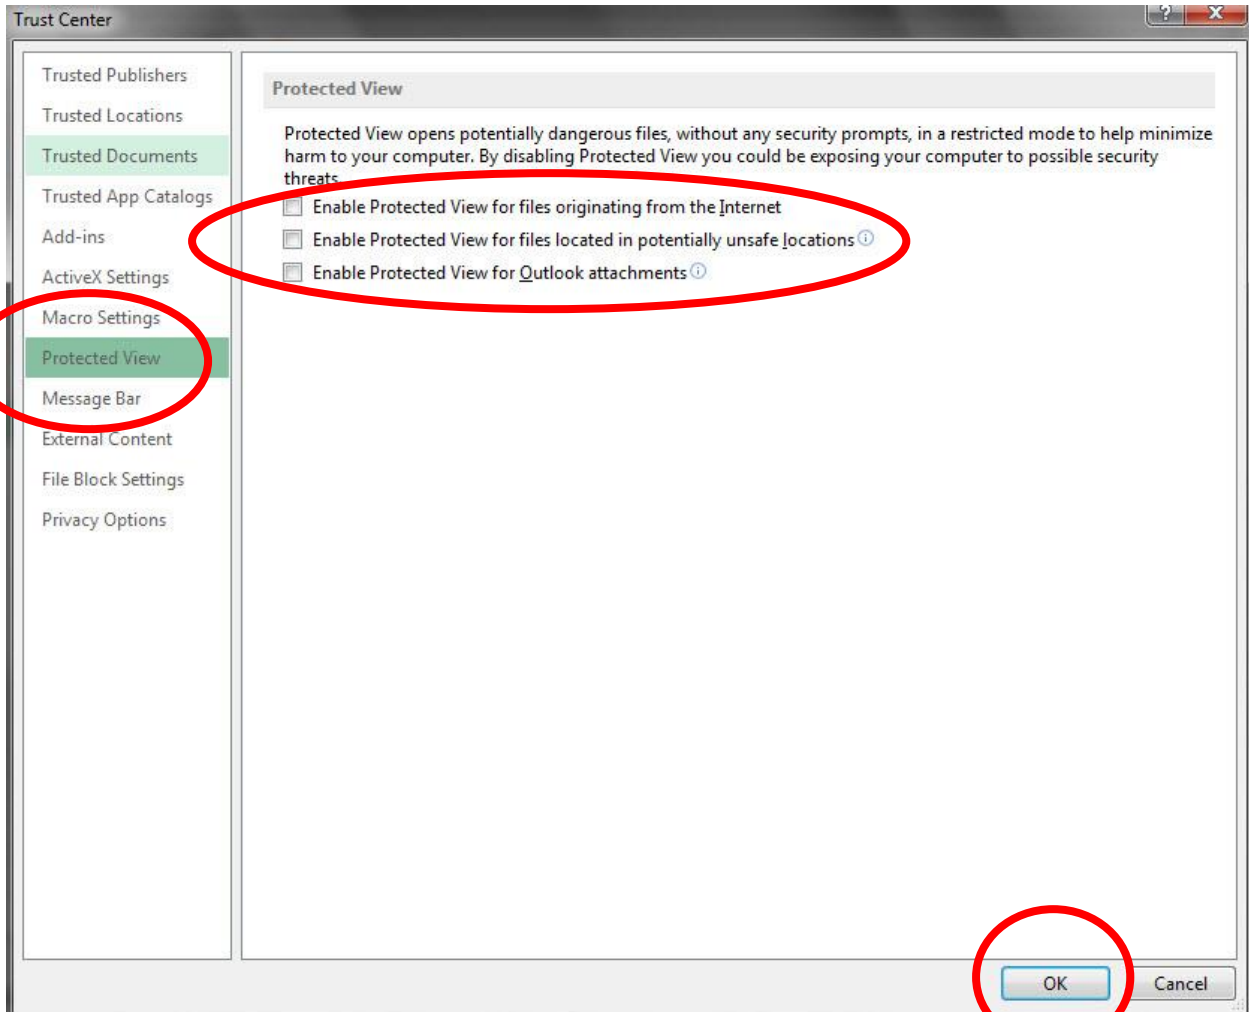 Trust Center
?
X
Trusted Publishers
Trusted Locations
Trusted Documents
Trusted App Catalogs
Add-ins
ActiveX Settings
Macro Settings
Protected View
Message Bar
External Content
File Block Settings
Privacy Options
Protected View
Protected View opens potentially dangerous files, without any security prompts, in a restricted mode to help minimize
harm to your computer. By disabling Protected View you could be exposing your computer to possible security
threats.
Enable Protected View for files originating from the Internet
Enable Protected View for files located in potentially unsafe locations
Enable Protected View for Outlook attachments
OK
Cancel